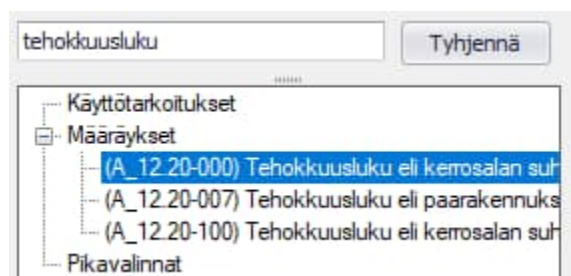 tehokkuusluku Tyhjennä
Käyttötarkoitukset
Määräykset
(A_12.20-000) Tehokkuusluku eli kerrosalan suh
(A_12.20-007) Tehokkuusluku eli päärakennuks
(A_12.20-100) Tehokkuusluku eli kerrosalan suh
Pikavalinnat